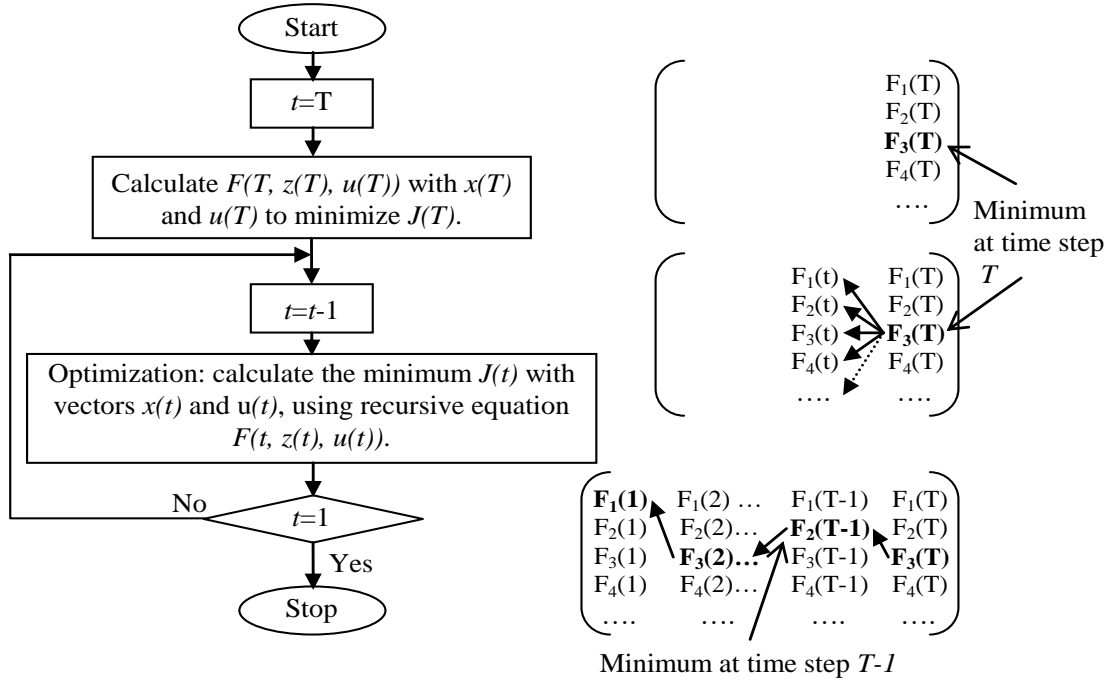 Start
t=T
Calculate F(T, z(T), u(T)) with x(T)
and u(T) to minimize J(T).
t=t-1
Optimization: calculate the minimum J(t) with
vectors x(t) and u(t), using recursive equation
F(t, z(t), u(t)).
No
t=1
Yes
Stop
F1(T)
F2(T)
F3(T)
F4(T)
….
Minimum
at time step
T
F1(t) F1(T)
F2(t) F2(T)
F3(t) F3(T)
F4(t) F4(T)
…. ….
F1(1) F1(2) … F1(T-1) F1(T)
F2(1) F2(2)… F2(T-1) F2(T)
F3(1) F3(2)… F3(T-1) F3(T)
F4(1) F4(2)… F4(T-1) F4(T)
…. …. …. ….
Minimum at time step T-1